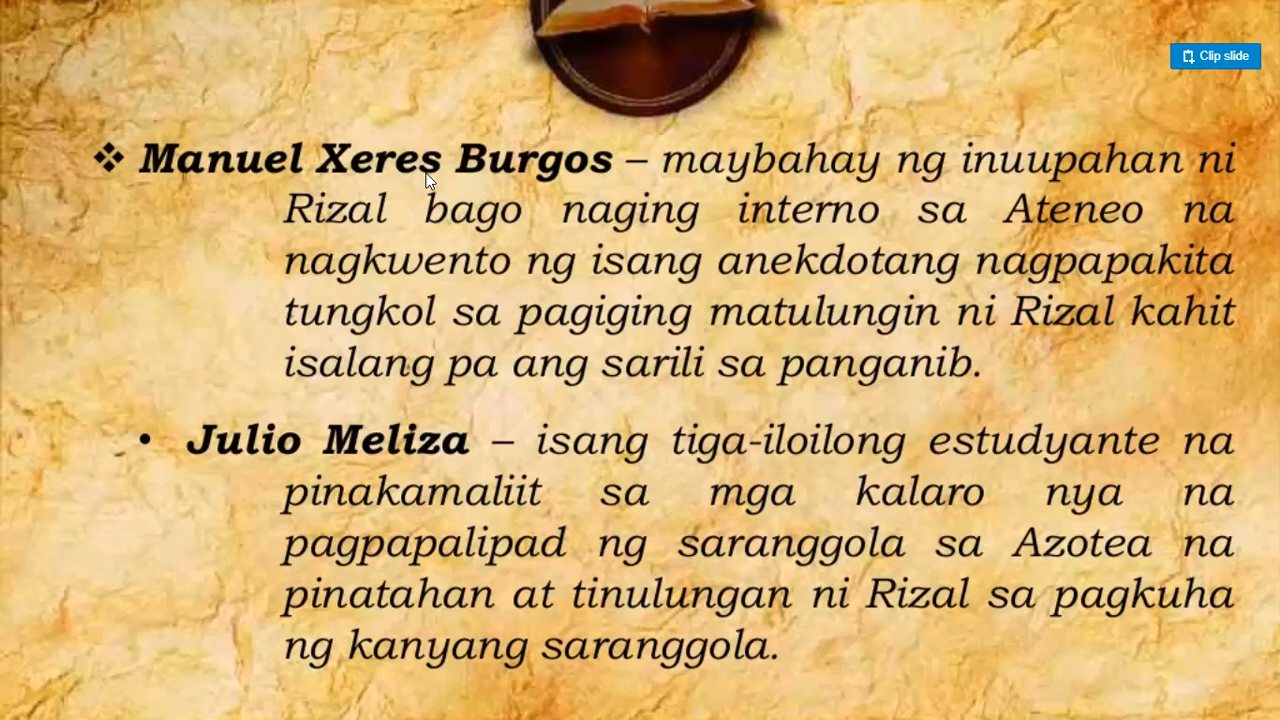 Clip slide
❖ Manuel Xeres Burgos – maybahay ng inuupahan ni
Rizal bago naging interno sa Ateneo na
nagkwento ng isang anekdotang nagpapakita
tungkol sa pagiging matulungin ni Rizal kahit
isalang pa ang sarili sa panganib.
• Julio Meliza – isang tiga-iloilong estudyante na
pinakamaliit sa mga kalaro nya na
pagpapalipad ng saranggola sa Azotea na
pinatahan at tinulungan ni Rizal sa pagkuha
ng kanyang saranggola.